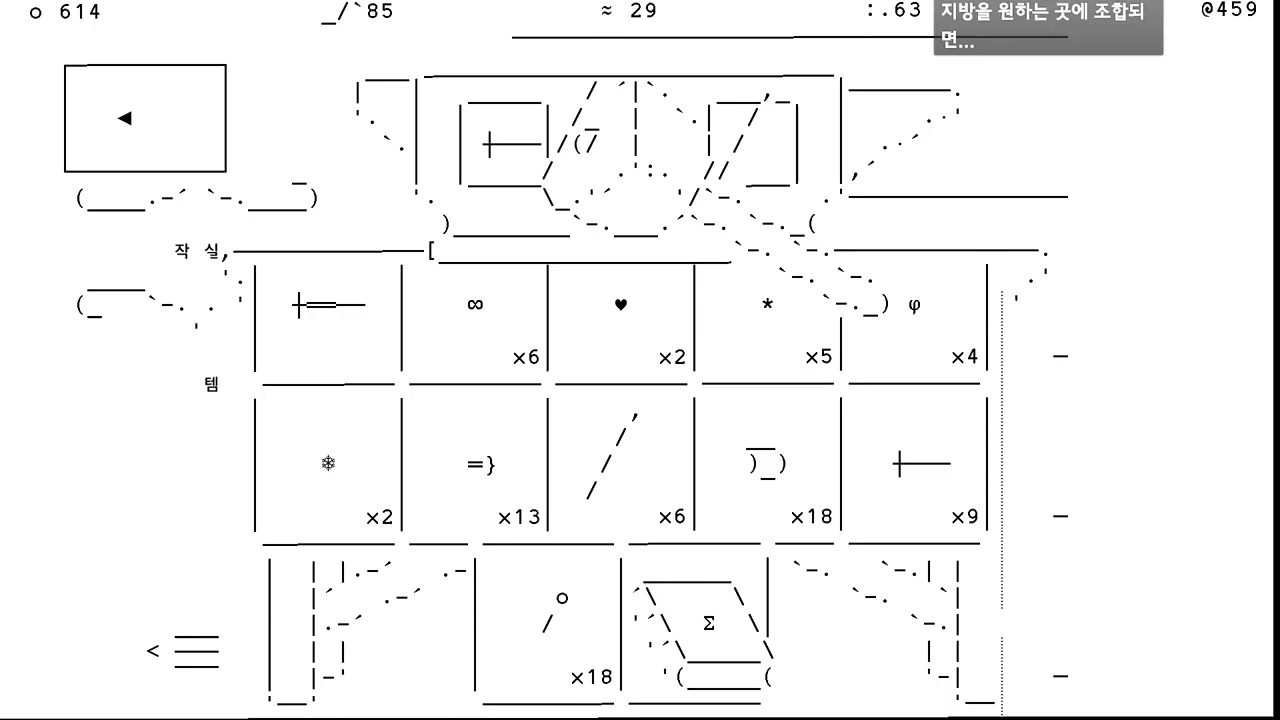 o 614 _/`85 ≈ 29 :.63 @459
지방을 원하는 곳에 조합되
면...
작 실
∞ ♥ * φ
×6 ×2 ×5 ×4
템
❄ =}
×2 ×13 ×6 ×18 ×9
Σ
×18